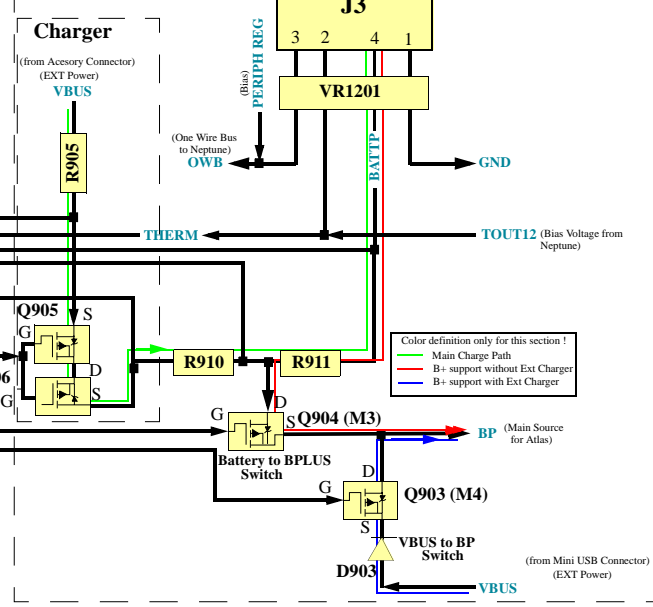 J3
Charger
3 2 4 1
(from Acesory Connector)
(EXT Power)
VBUS
(Bias)
PERIPH REG
VR1201
R905
(One Wire Bus
to Neptune)
OWB
BATTP
GND
THERM
TOUT12 (Bias Voltage from
Neptune)
Q905
S
G
D
06
G
S
R910
R911
Color definition only for this section !
Main Charge Path
B+ support without Ext Charger
B+ support with Ext Charger
D
G
S
Q904 (M3)
BP
(Main Source
for Atlas)
Battery to BPLUS
Switch
D
G
Q903 (M4)
S
VBUS to BP
Switch
D903
(from Mini USB Connector)
(EXT Power)
VBUS